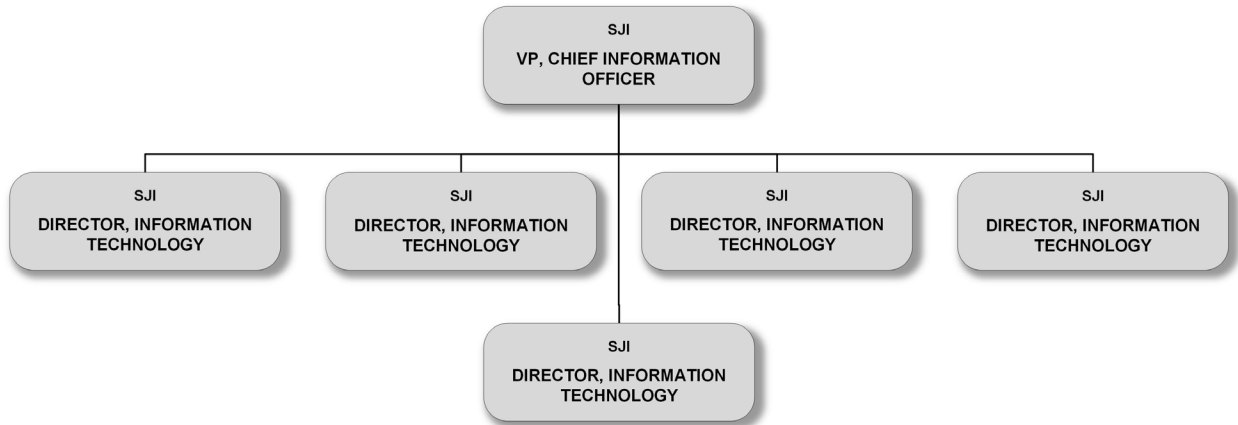 SJI
VP, CHIEF INFORMATION
OFFICER
SJI
DIRECTOR, INFORMATION
TECHNOLOGY
SJI
DIRECTOR, INFORMATION
TECHNOLOGY
SJI
DIRECTOR, INFORMATION
TECHNOLOGY
SJI
DIRECTOR, INFORMATION
TECHNOLOGY
SJI
DIRECTOR, INFORMATION
TECHNOLOGY